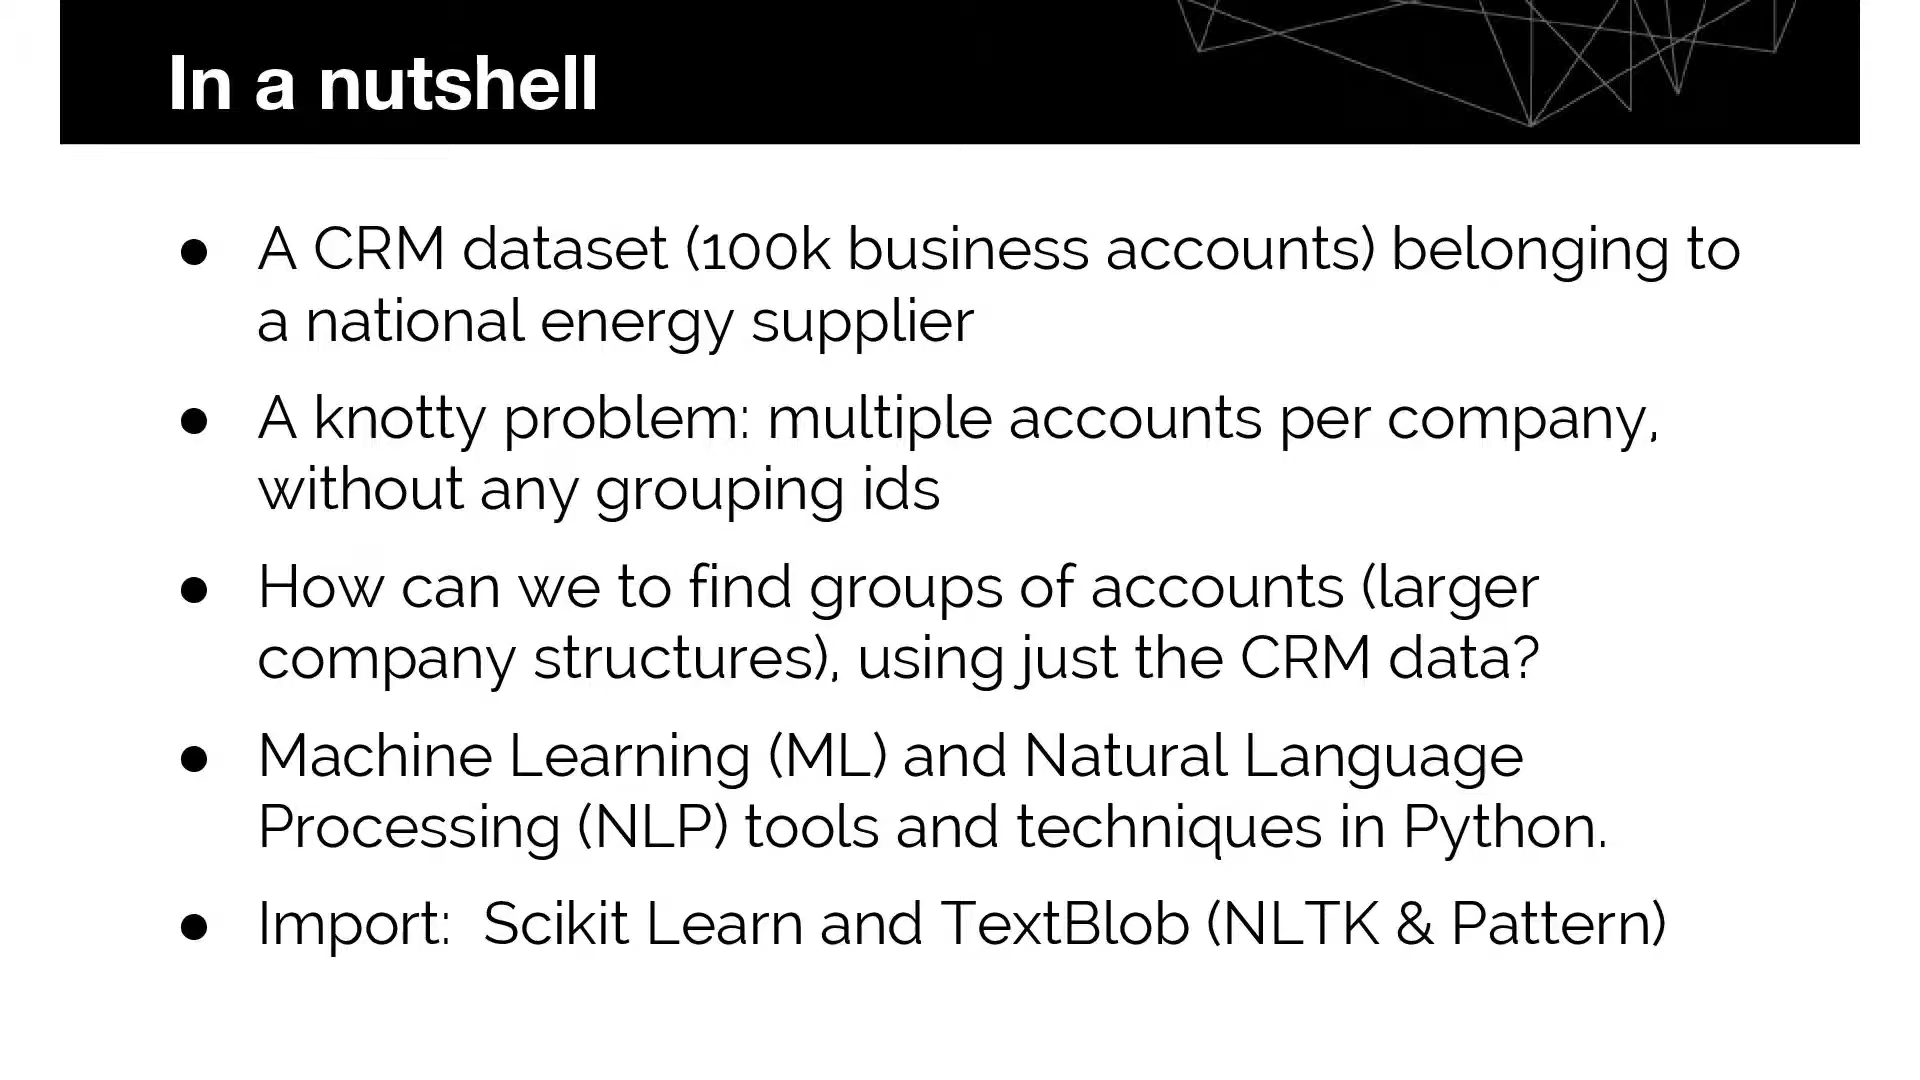 In a nutshell
● A CRM dataset (100k business accounts) belonging to
a national energy supplier
● A knotty problem: multiple accounts per company,
without any grouping ids
● How can we to find groups of accounts (larger
company structures), using just the CRM data?
● Machine Learning (ML) and Natural Language
Processing (NLP) tools and techniques in Python.
● Import:  Scikit Learn and TextBlob (NLTK & Pattern)